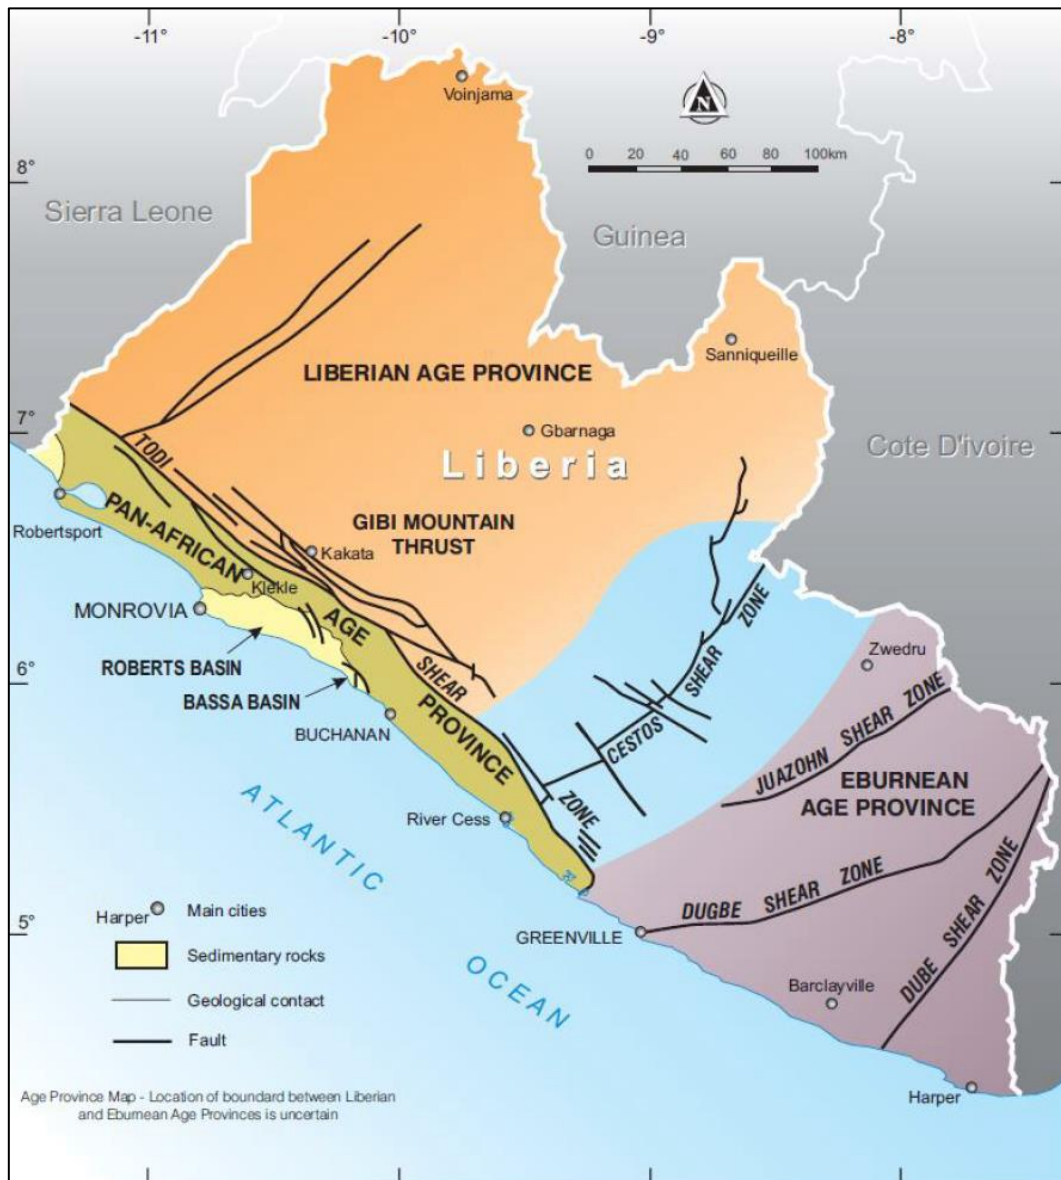 -11° -10° -9° -8°
Voinjama
N
0 20 40 60 80 100km
8°
Sierra Leone
Guinea
Sanniqueille
LIBERIAN AGE PROVINCE
7°
Gbarnaga
TODI
Cote D'ivoire
Liberia
PAN-AFRICAN
GIBI MOUNTAIN
THRUST
Robertsport
Kakata
Klekle
MONROVIA
AGE
ZONE
Zwedru
ROBERTS BASIN
SHEAR
SHEAR
6°
BASSA BASIN
PROVINCE
BUCHANAN
CESTOS
JUAZOHN SHEAR ZONE
EBURNEAN
AGE PROVINCE
ATLANTIC
River Cess
ZONE
DUGBE SHEAR ZONE
5°
Harper Main cities
GREENVILLE
Sedimentary rocks
OCEAN
DUBE SHEAR ZONE
Barclayville
Geological contact
Fault
Harper
Age Province Map - Location of boundard between Liberian
and Eburnean Age Provinces is uncertain